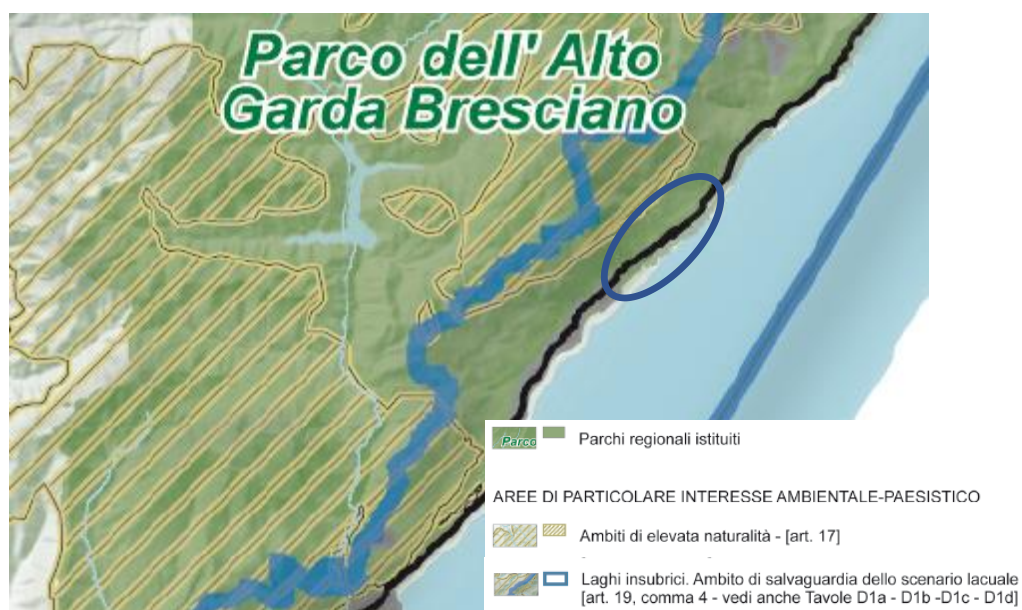 Parco dell' Alto
Garda Bresciano
Parco
Parchi regionali istituiti
AREE DI PARTICOLARE INTERESSE AMBIENTALE-PAESISTICO
Ambiti di elevata naturalità - [art. 17]
Laghi insubrici. Ambito di salvaguardia dello scenario lacuale
[art. 19, comma 4 - vedi anche Tavole D1a - D1b -D1c - D1d]